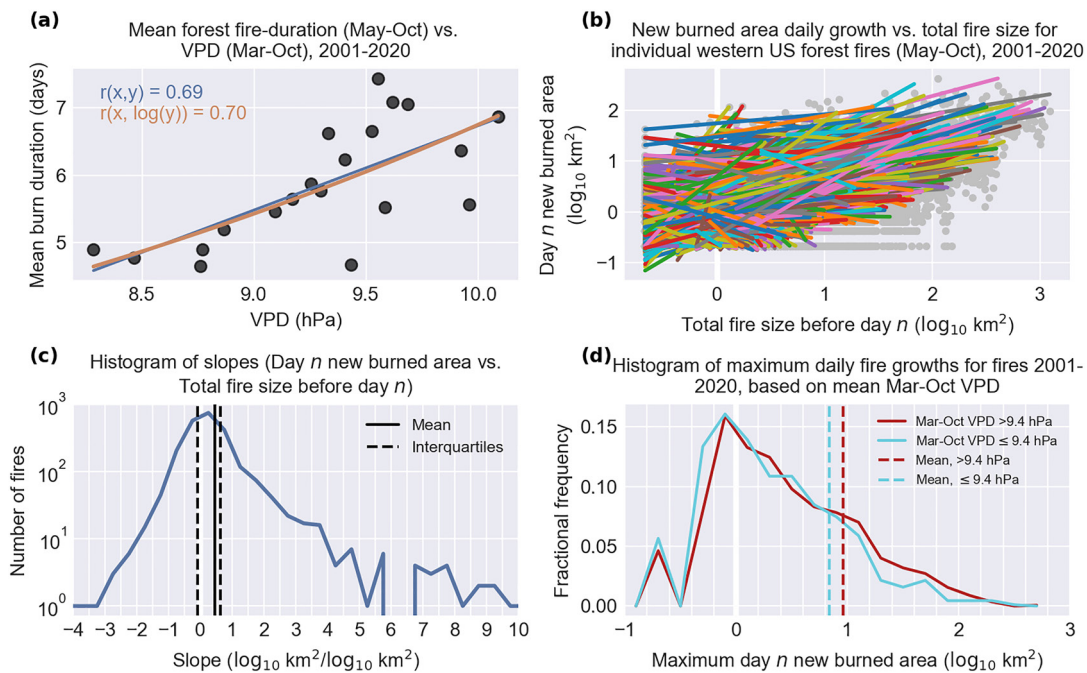 (a)
Mean forest fire-duration (May-Oct) vs.
VPD (Mar-Oct), 2001-2020
r(x,y) = 0.69
r(x, log(y)) = 0.70
Mean burn duration (days)
7
6
5
8.5 9.0 9.5 10.0
VPD (hPa)
(b)
New burned area daily growth vs. total fire size for
individual western US forest fires (May-Oct), 2001-2020
Day n new burned area
(log₁₀ km²)
2
1
0
−1
0 1 2 3
Total fire size before day n (log₁₀ km²)
(c)
Histogram of slopes (Day n new burned area vs.
Total fire size before day n)
Number of fires
10³
10²
10¹
10⁰
Mean
Interquartiles
−4 −3 −2 −1 0 1 2 3 4 5 6 7 8 9 10
Slope (log₁₀ km²/log₁₀ km²)
(d)
Histogram of maximum daily fire growths for fires 2001-
2020, based on mean Mar-Oct VPD
Fractional frequency
0.15
0.10
0.05
0.00
Mar-Oct VPD >9.4 hPa
Mar-Oct VPD ≤ 9.4 hPa
Mean, >9.4 hPa
Mean, ≤ 9.4 hPa
−1 0 1 2 3
Maximum day n new burned area (log₁₀ km²)